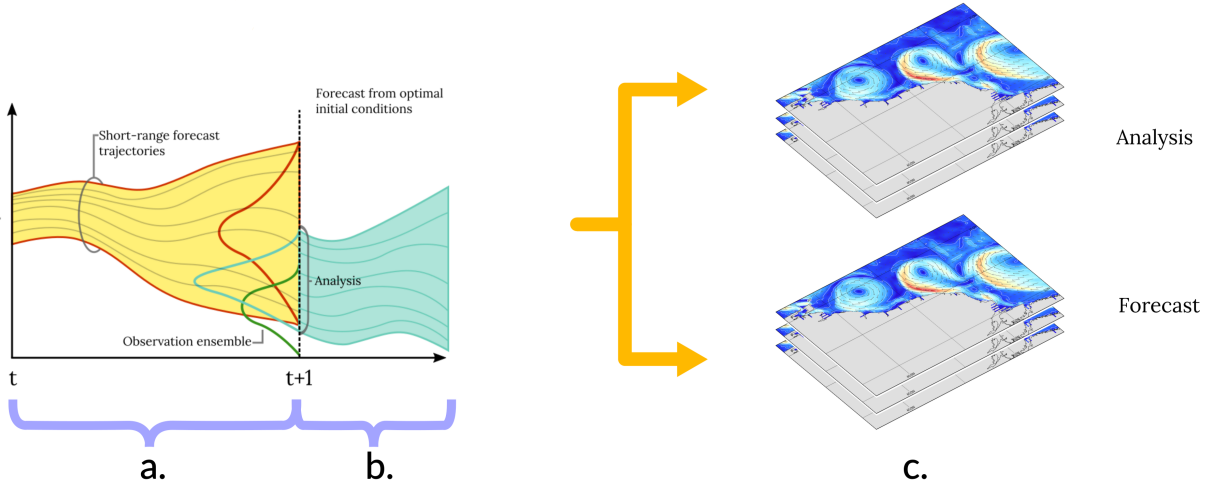 Forecast from optimal
initial conditions
Short-range forecast
trajectories
Analysis
Observation ensemble
t
t+1
a.
b.
Analysis
Forecast
c.